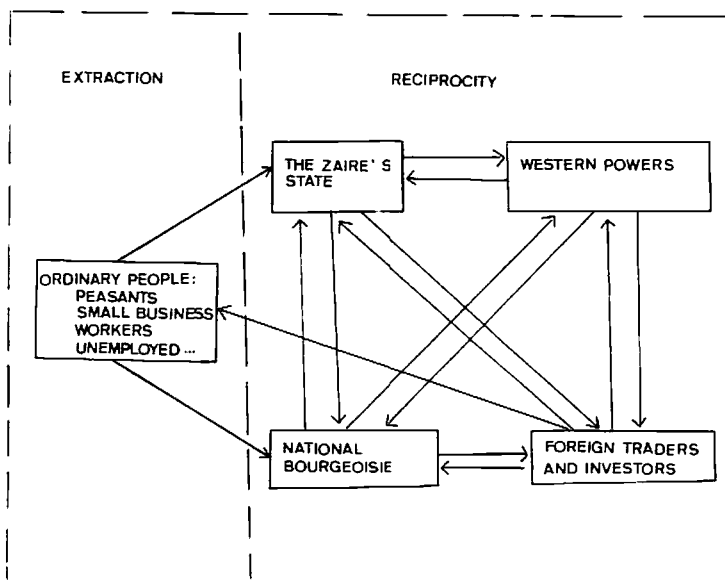 EXTRACTION
RECIPROCITY
THE ZAIRE'S
STATE
WESTERN POWERS
ORDINARY PEOPLE:
PEASANTS
SMALL BUSINESS
WORKERS
UNEMPLOYED...
NATIONAL
BOURGEOISIE
FOREIGN TRADERS
AND INVESTORS